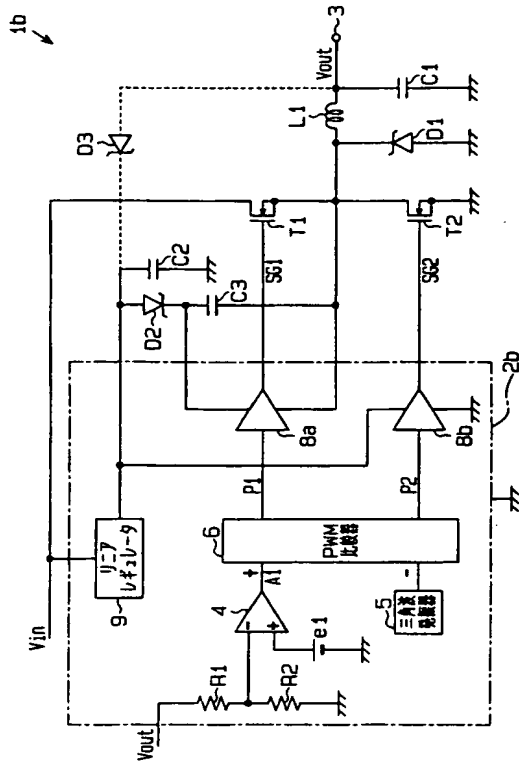 1b
Vin
Vout
リニア
レギュレータ
9
D3
C2
D2
C3
Vout
3
L1
C1
D1
T1
SG1
8a
P1
6
PWM
比較器
+
A1
4
-
+
e1
R1
R2
-
5
三角波
発振器
P2
8b
SG2
T2
2b